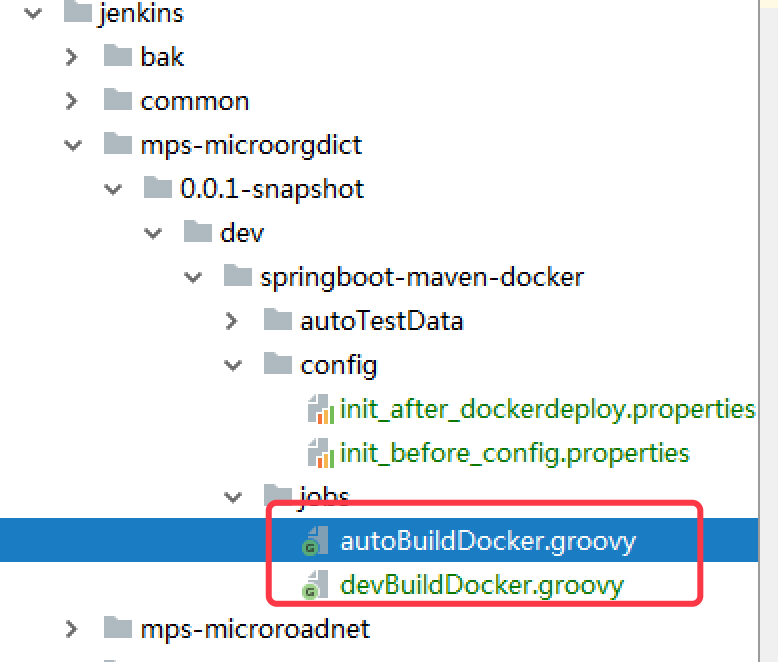 jenkins
bak
common
mps-microorgdict
0.0.1-snapshot
dev
springboot-maven-docker
autoTestData
config
init_after_dockerdeploy.properties
init_before_config.properties
jobs
autoBuildDocker.groovy
devBuildDocker.groovy
mps-microroadnet